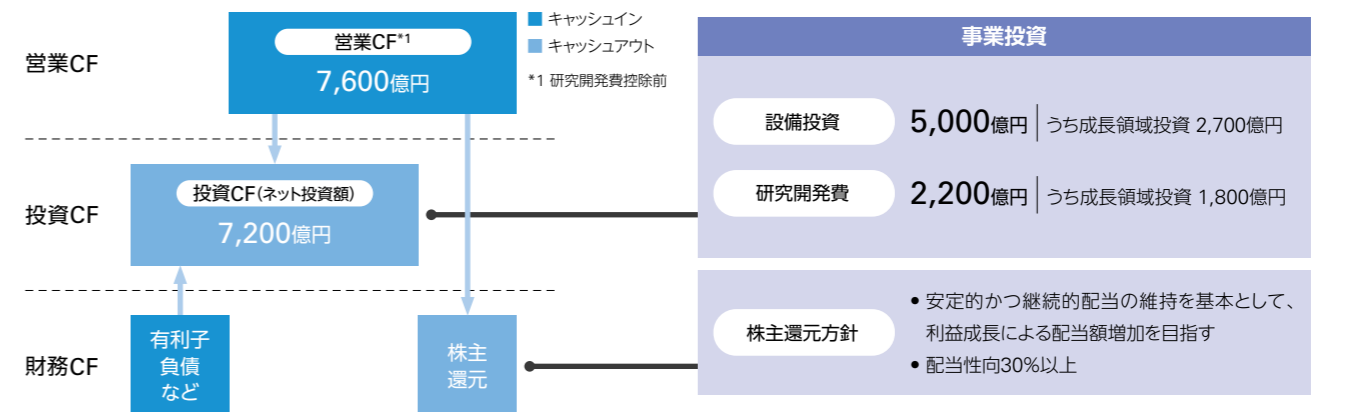 営業CF
営業CF*1
7,600億円
キャッシュイン
キャッシュアウト
*1 研究開発費控除前
投資CF
投資CF(ネット投資額)
7,200億円
財務CF
有利子
負債
など
株主
還元
事業投資
設備投資
5,000億円 うち成長領域投資 2,700億円
研究開発費
2,200億円 うち成長領域投資 1,800億円
株主還元方針
• 安定的かつ継続的配当の維持を基本として、
利益成長による配当額増加を目指す
• 配当性向30%以上